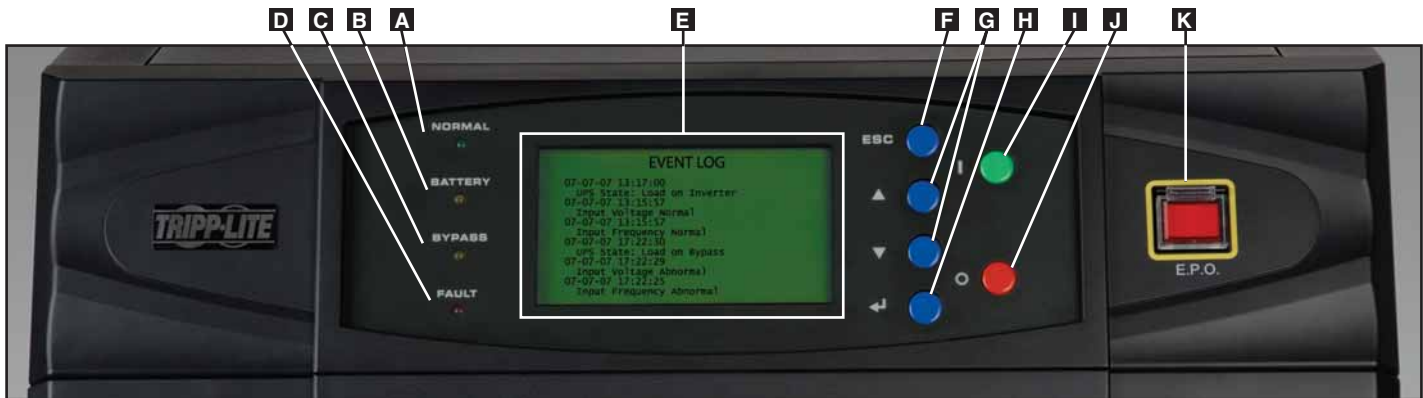 D C B A E F G H I J K
NORMAL
BATTERY
BYPASS
FAULT
TRIPP·LITE
EVENT LOG
07-07-07 13:17:00
UPS State: Load on Inverter
07-07-07 13:15:57
Input Voltage Normal
07-07-07 13:15:57
Input Frequency Normal
07-07-07 17:22:30
UPS State: Load on Bypass
07-07-07 17:22:29
Input Voltage Abnormal
07-07-07 17:22:25
Input Frequency Abnormal
ESC
I
O
E.P.O.